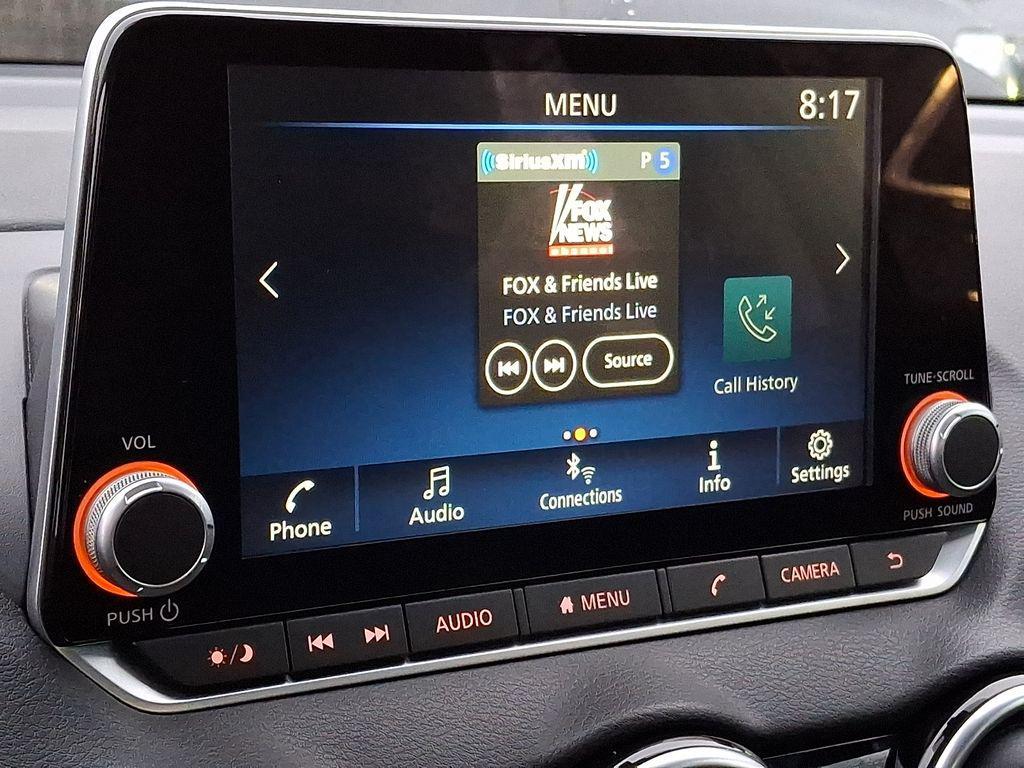 MENU
8:17
SiriusXM
P 5
FOX
NEWS
channel
FOX & Friends Live
FOX & Friends Live
Source
Call History
Phone
Audio
Connections
Info
Settings
VOL
PUSH
TUNE·SCROLL
PUSH SOUND
AUDIO
MENU
CAMERA